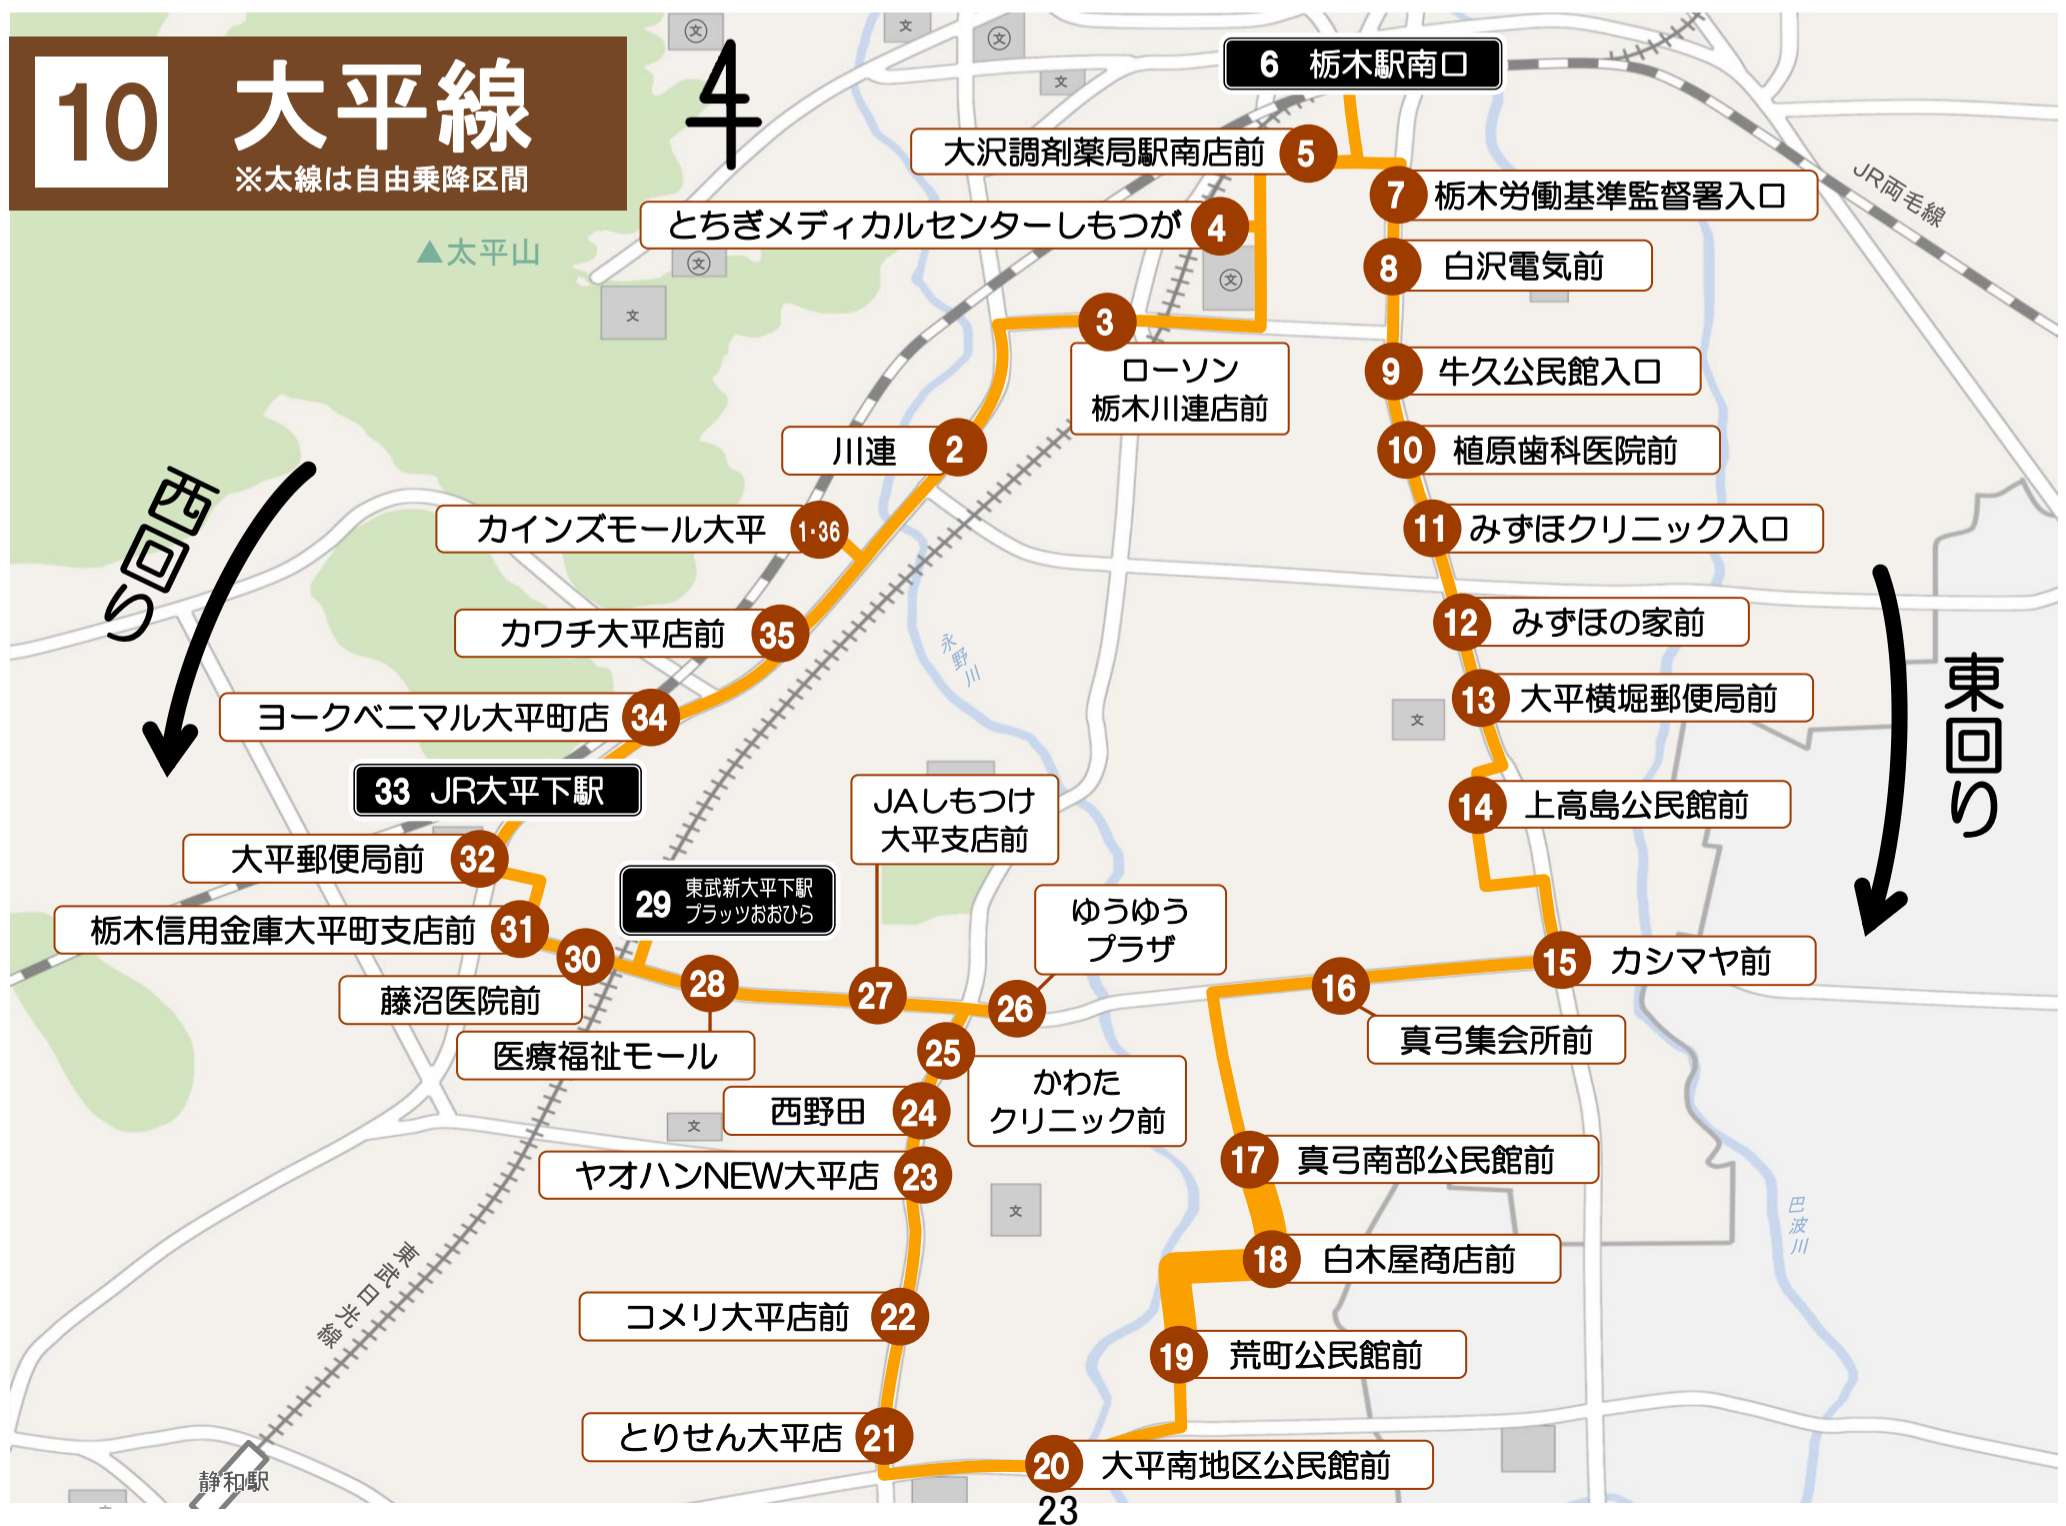 10 大平線
※太線は自由乗降区間
▲太平山
6 栃木駅南口
大沢調剤薬局駅南店前 5
7 栃木労働基準監督署入口
JR両毛線
とちぎメディカルセンターしもつが 4
8 白沢電気前
3
ローソン
栃木川連店前
9 牛久公民館入口
川連 2
10 植原歯科医院前
西回り
カインズモール大平 1·36
11 みずほクリニック入口
カワチ大平店前 35
12 みずほの家前
永野川
東回り
ヨークベニマル大平町店 34
13 大平横堀郵便局前
文
33 JR大平下駅
14 上高島公民館前
JAしもつけ
大平支店前
大平郵便局前 32
29 東武新大平下駅
プラッツおおひら
ゆうゆう
プラザ
栃木信用金庫大平町支店前 31
30
藤沼医院前
28
27
26
16
15 カシマヤ前
真弓集会所前
医療福祉モール
25
かわた
クリニック前
西野田 24
文
ヤオハンNEW大平店 23
17 真弓南部公民館前
文
巴波川
東武日光線
18 白木屋商店前
コメリ大平店前 22
19 荒町公民館前
とりせん大平店 21
20 大平南地区公民館前
静和駅
23